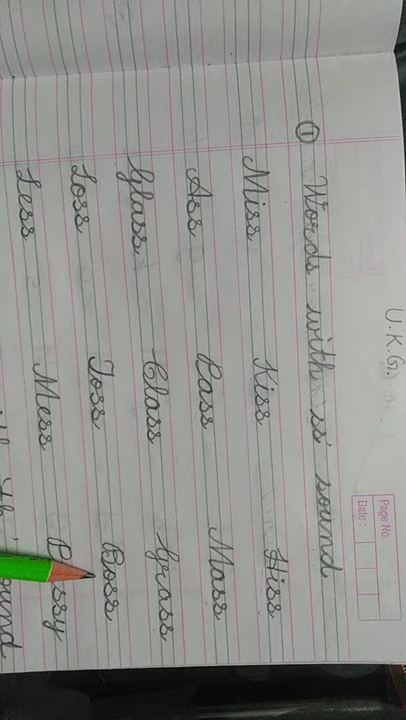 U.K.G.
Page No.
Date:
① Words with 'ss' sound
Miss Kiss Hiss
Ass Pass Mass
Glass Class Grass
Loss Toss Boss
Less Mess